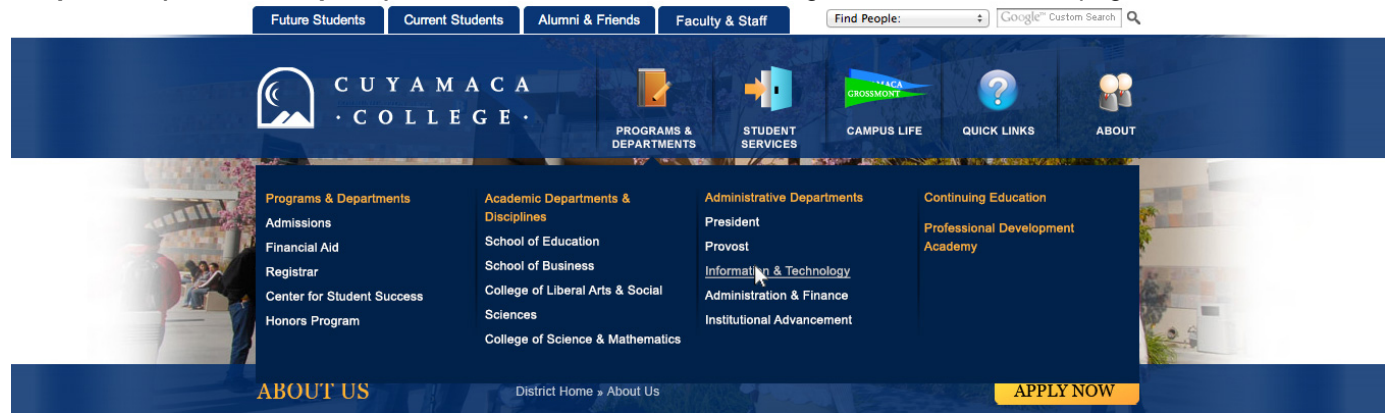 Future Students
Current Students
Alumni & Friends
Faculty & Staff
Find People:
Google™ Custom Search
CUYAMACA
·COLLEGE·
PROGRAMS &
DEPARTMENTS
STUDENT
SERVICES
GROSSMONT
CAMPUS LIFE
QUICK LINKS
ABOUT
Programs & Departments
Admissions
Financial Aid
Registrar
Center for Student Success
Honors Program
Academic Departments &
Disciplines
School of Education
School of Business
College of Liberal Arts & Social
Sciences
College of Science & Mathematics
Administrative Departments
President
Provost
Information & Technology
Administration & Finance
Institutional Advancement
Continuing Education
Professional Development
Academy
ABOUT US
District Home » About Us
APPLY NOW